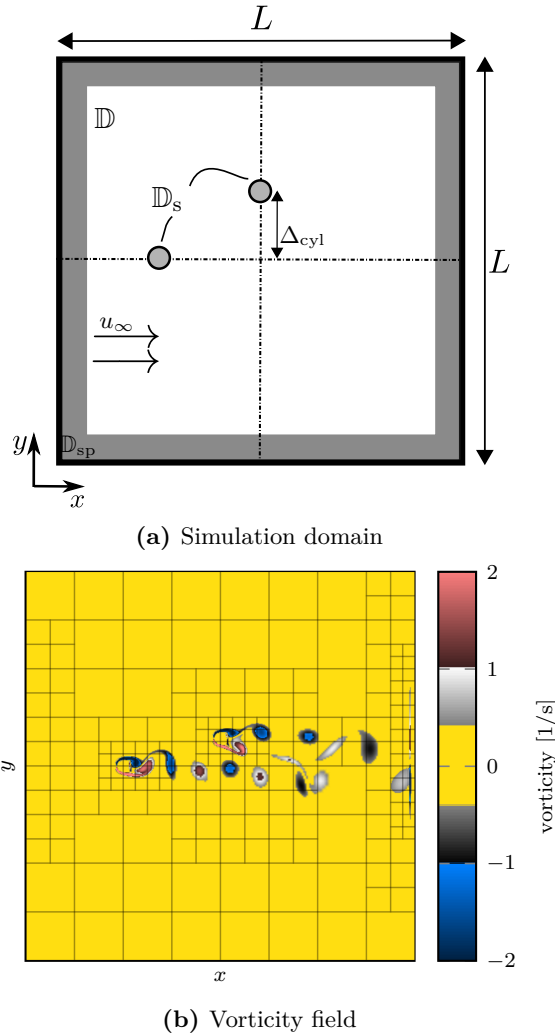 L
𝔻
𝔻s
Δcyl
L
u∞
y
𝔻sp
x
(a) Simulation domain
2
1
0
−1
−2
y
vorticity [1/s]
x
(b) Vorticity field